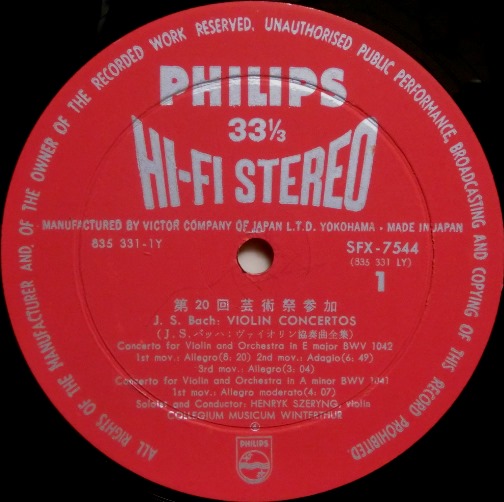 ALL RIGHTS OF THE MANUFACTURER AND, OF THE OWNER OF THE RECORDED WORK RESERVED. UNAUTHORISED PUBLIC PERFORMANCE, BROADCASTING AND COPYING OF THIS RECORD PROHIBITED.
PHILIPS
33⅓
HI-FI STEREO
MANUFACTURED BY VICTOR COMPANY OF JAPAN L.T.D. YOKOHAMA • MADE IN JAPAN
835 331-1Y
SFX-7544
(835 331 LY)
1
第20回芸術祭参加
J. S. Bach: VIOLIN CONCERTOS
(J.S.バッハ:ヴァイオリン協奏曲全集)
Concerto for Violin and Orchestra in E major BWV 1042
1st mov.: Allegro(8:20) 2nd mov.: Adagio(6:49)
3rd mov.: Allegro(3:04)
Concerto for Violin and Orchestra in A minor BWV 1041
1st mov.: Allegro moderato(4:07)
Soloist and Conductor: HENRYK SZERYNG, violin
COLLEGIUM MUSICUM WINTERTHUR
PHILIPS